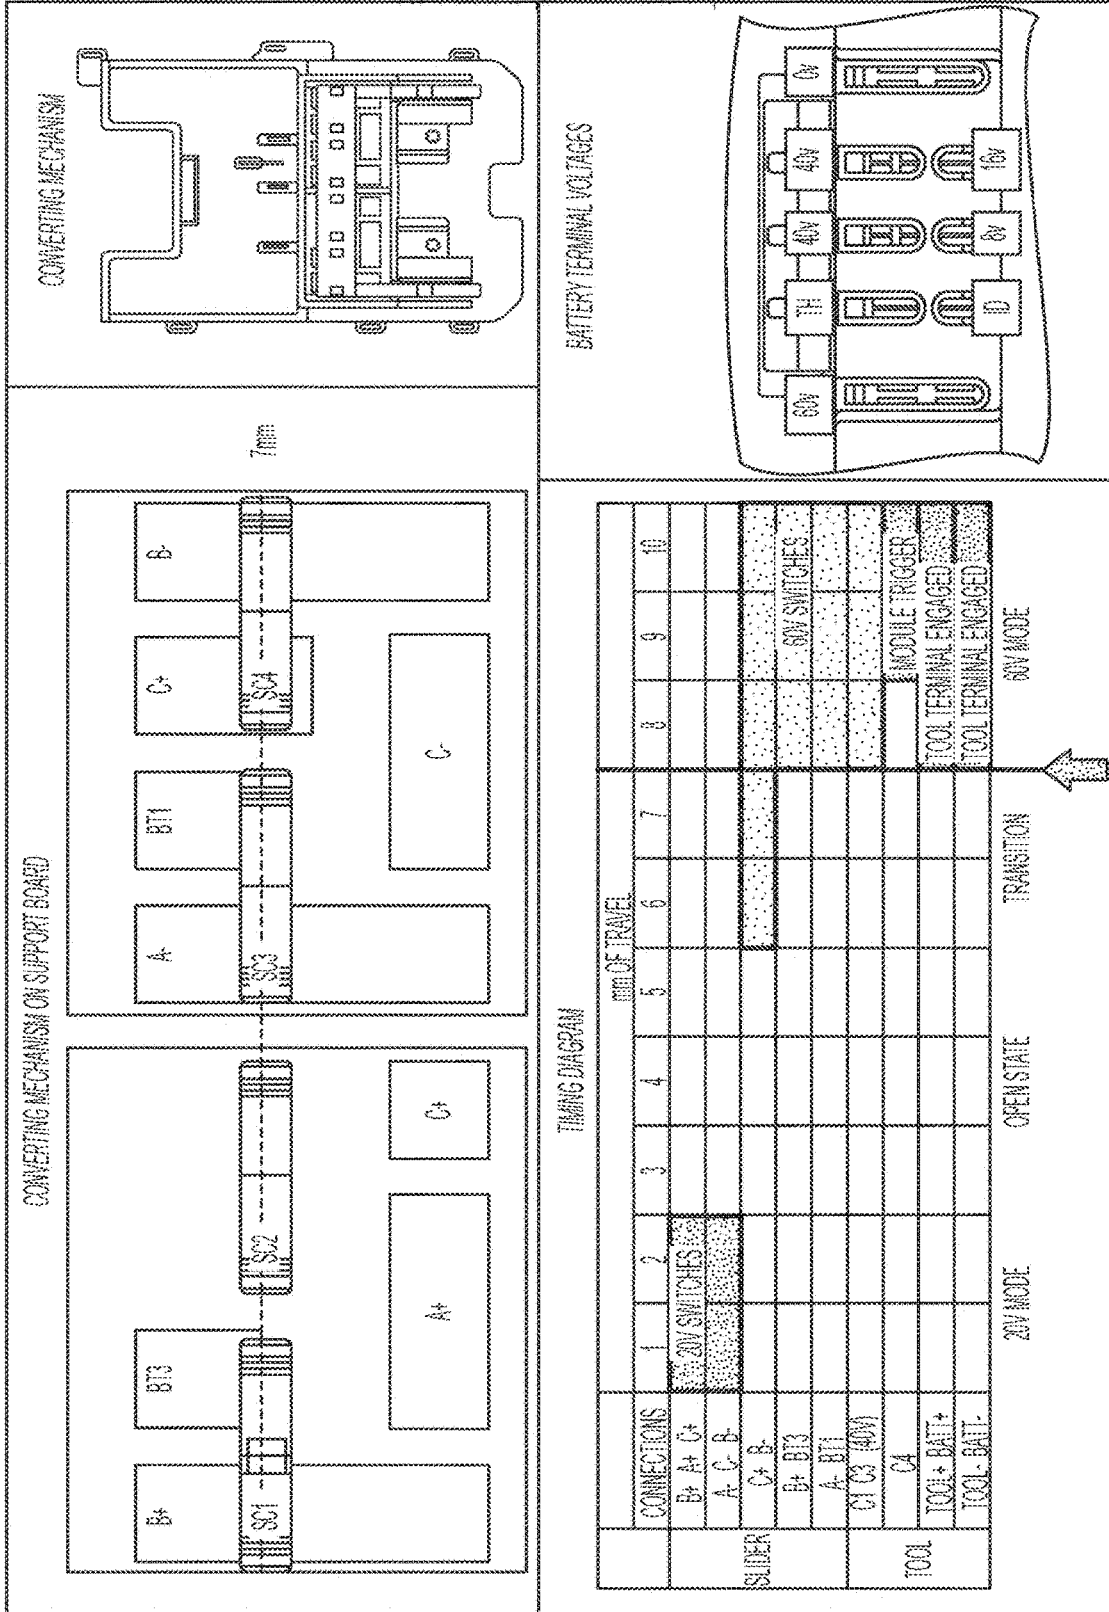 CONVERTING MECHANISM ON SUPPORT BOARD
B+
BT3
A+
C+
SC1
SC2
A-
BT1
C+
B-
C-
SC3
SC4
7mm
CONVERTING MECHANISM
TIMING DIAGRAM
mm OF TRAVEL
CONNECTIONS 1 2 3 4 5 6 7 8 9 10
SLIDER
B+ A+ C+
20V SWITCHES
A- C- B-
C+ B-
B+ BT3
60V SWITCHES
A- BT1
TOOL
C1 C3 (40V)
C4
MODULE TRIGGER
TOOL+ BATT+
TOOL TERMINAL ENGAGED
TOOL- BATT-
TOOL TERMINAL ENGAGED
20V MODE
OPEN STATE
TRANSITION
60V MODE
BATTERY TERMINAL VOLTAGES
60v
TH
40v
40v
0v
ID